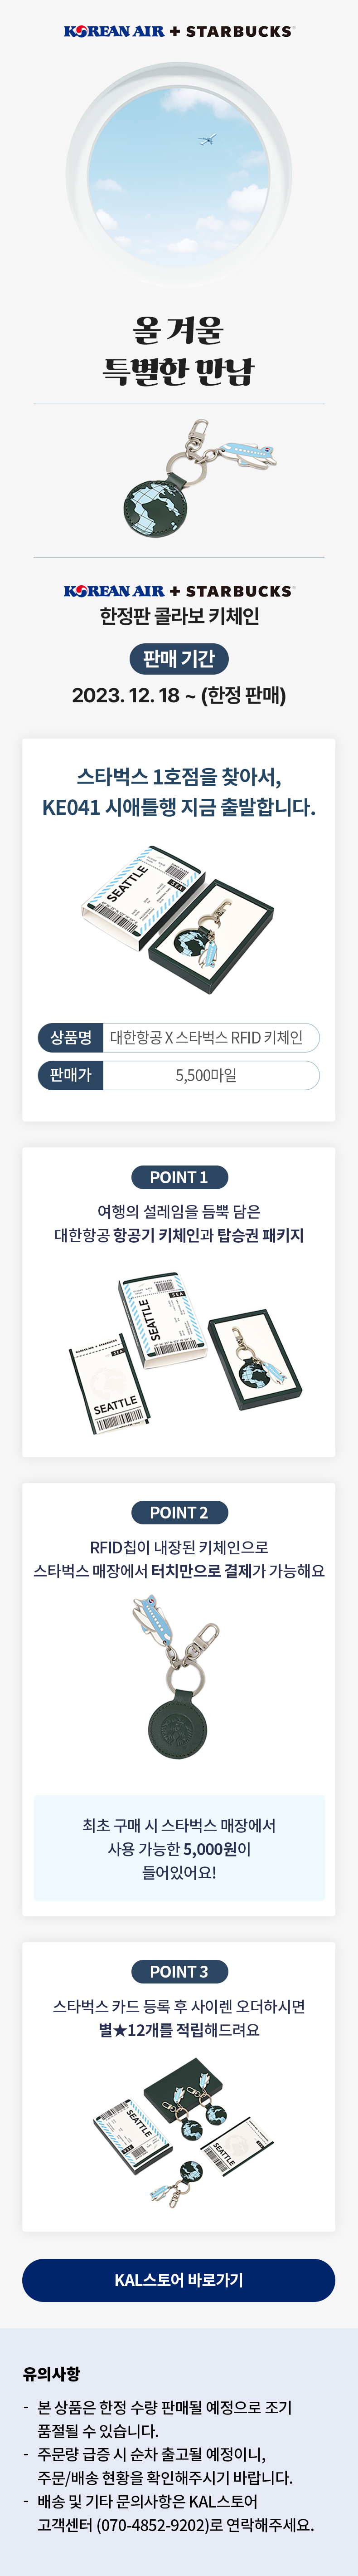 KOREAN AIR + STARBUCKS
올 겨울
특별한 만남
KOREAN AIR + STARBUCKS
한정판 콜라보 키체인
판매 기간
2023. 12. 18 ~ (한정 판매)
스타벅스 1호점을 찾아서,
KE041 시애틀행 지금 출발합니다.
SEATTLE
SEA
상품명 대한항공 X 스타벅스 RFID 키체인
판매가 5,500마일
POINT 1
여행의 설레임을 듬뿍 담은
대한항공 항공기 키체인과 탑승권 패키지
SEATTLE
SEA
SEA
SEATTLE
POINT 2
RFID칩이 내장된 키체인으로
스타벅스 매장에서 터치만으로 결제가 가능해요
최초 구매 시 스타벅스 매장에서
사용 가능한 5,000원이
들어있어요!
POINT 3
스타벅스 카드 등록 후 사이렌 오더하시면
별★12개를 적립해드려요
SEATTLE
SEATTLE
KAL스토어 바로가기
유의사항
- 본 상품은 한정 수량 판매될 예정으로 조기
품절될 수 있습니다.
- 주문량 급증 시 순차 출고될 예정이니,
주문/배송 현황을 확인해주시기 바랍니다.
- 배송 및 기타 문의사항은 KAL스토어
고객센터 (070-4852-9202)로 연락해주세요.